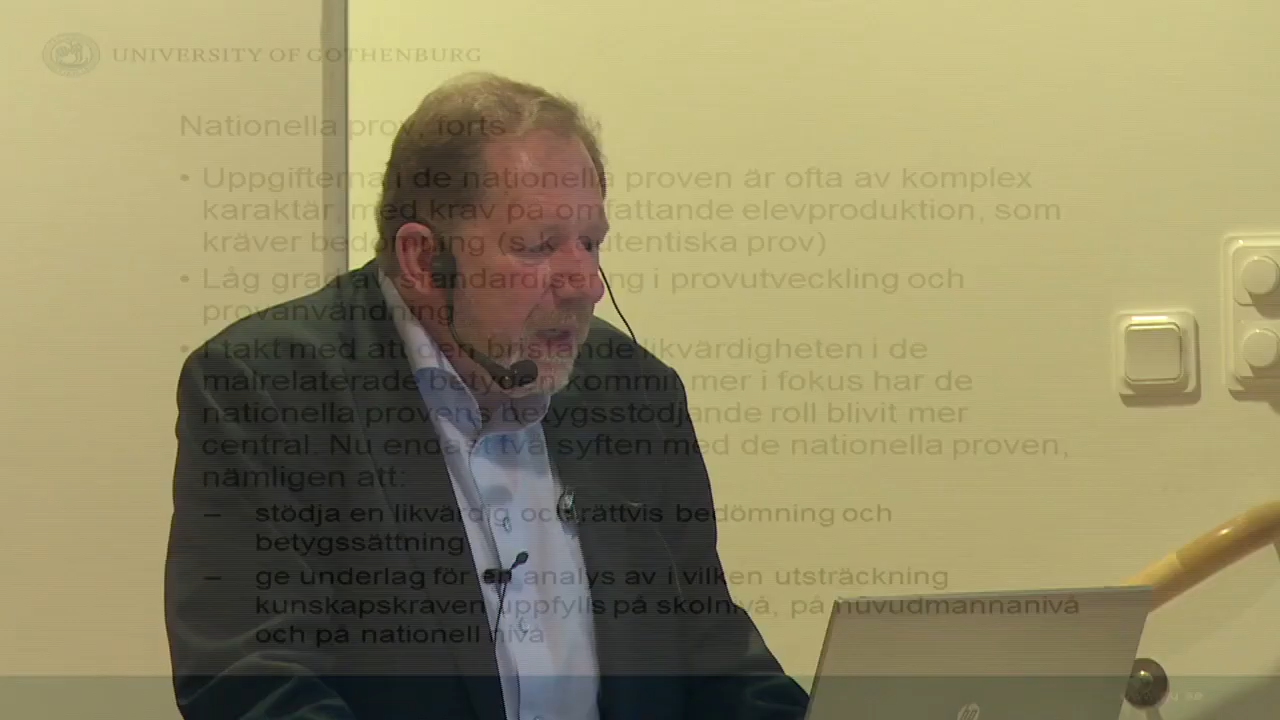 UNIVERSITY OF GOTHENBURG
Nationella prov, forts
• Uppgifterna i de nationella proven är ofta av komplex
karaktär, med krav på omfattande elevproduktion, som
kräver bedömning (s.k. autentiska prov)
• Låg grad av standardisering i provutveckling och
provanvändning
• I takt med att den bristande likvärdigheten i de
målrelaterade betygen kommit mer i fokus har de
nationella provens betygsstödjande roll blivit mer
central. Nu endast två syften med de nationella proven,
nämligen att:
– stödja en likvärdig och rättvis bedömning och
betygssättning
– ge underlag för en analys av i vilken utsträckning
kunskapskraven uppfylls på skolnivå, på huvudmannanivå
och på nationell nivå
hp